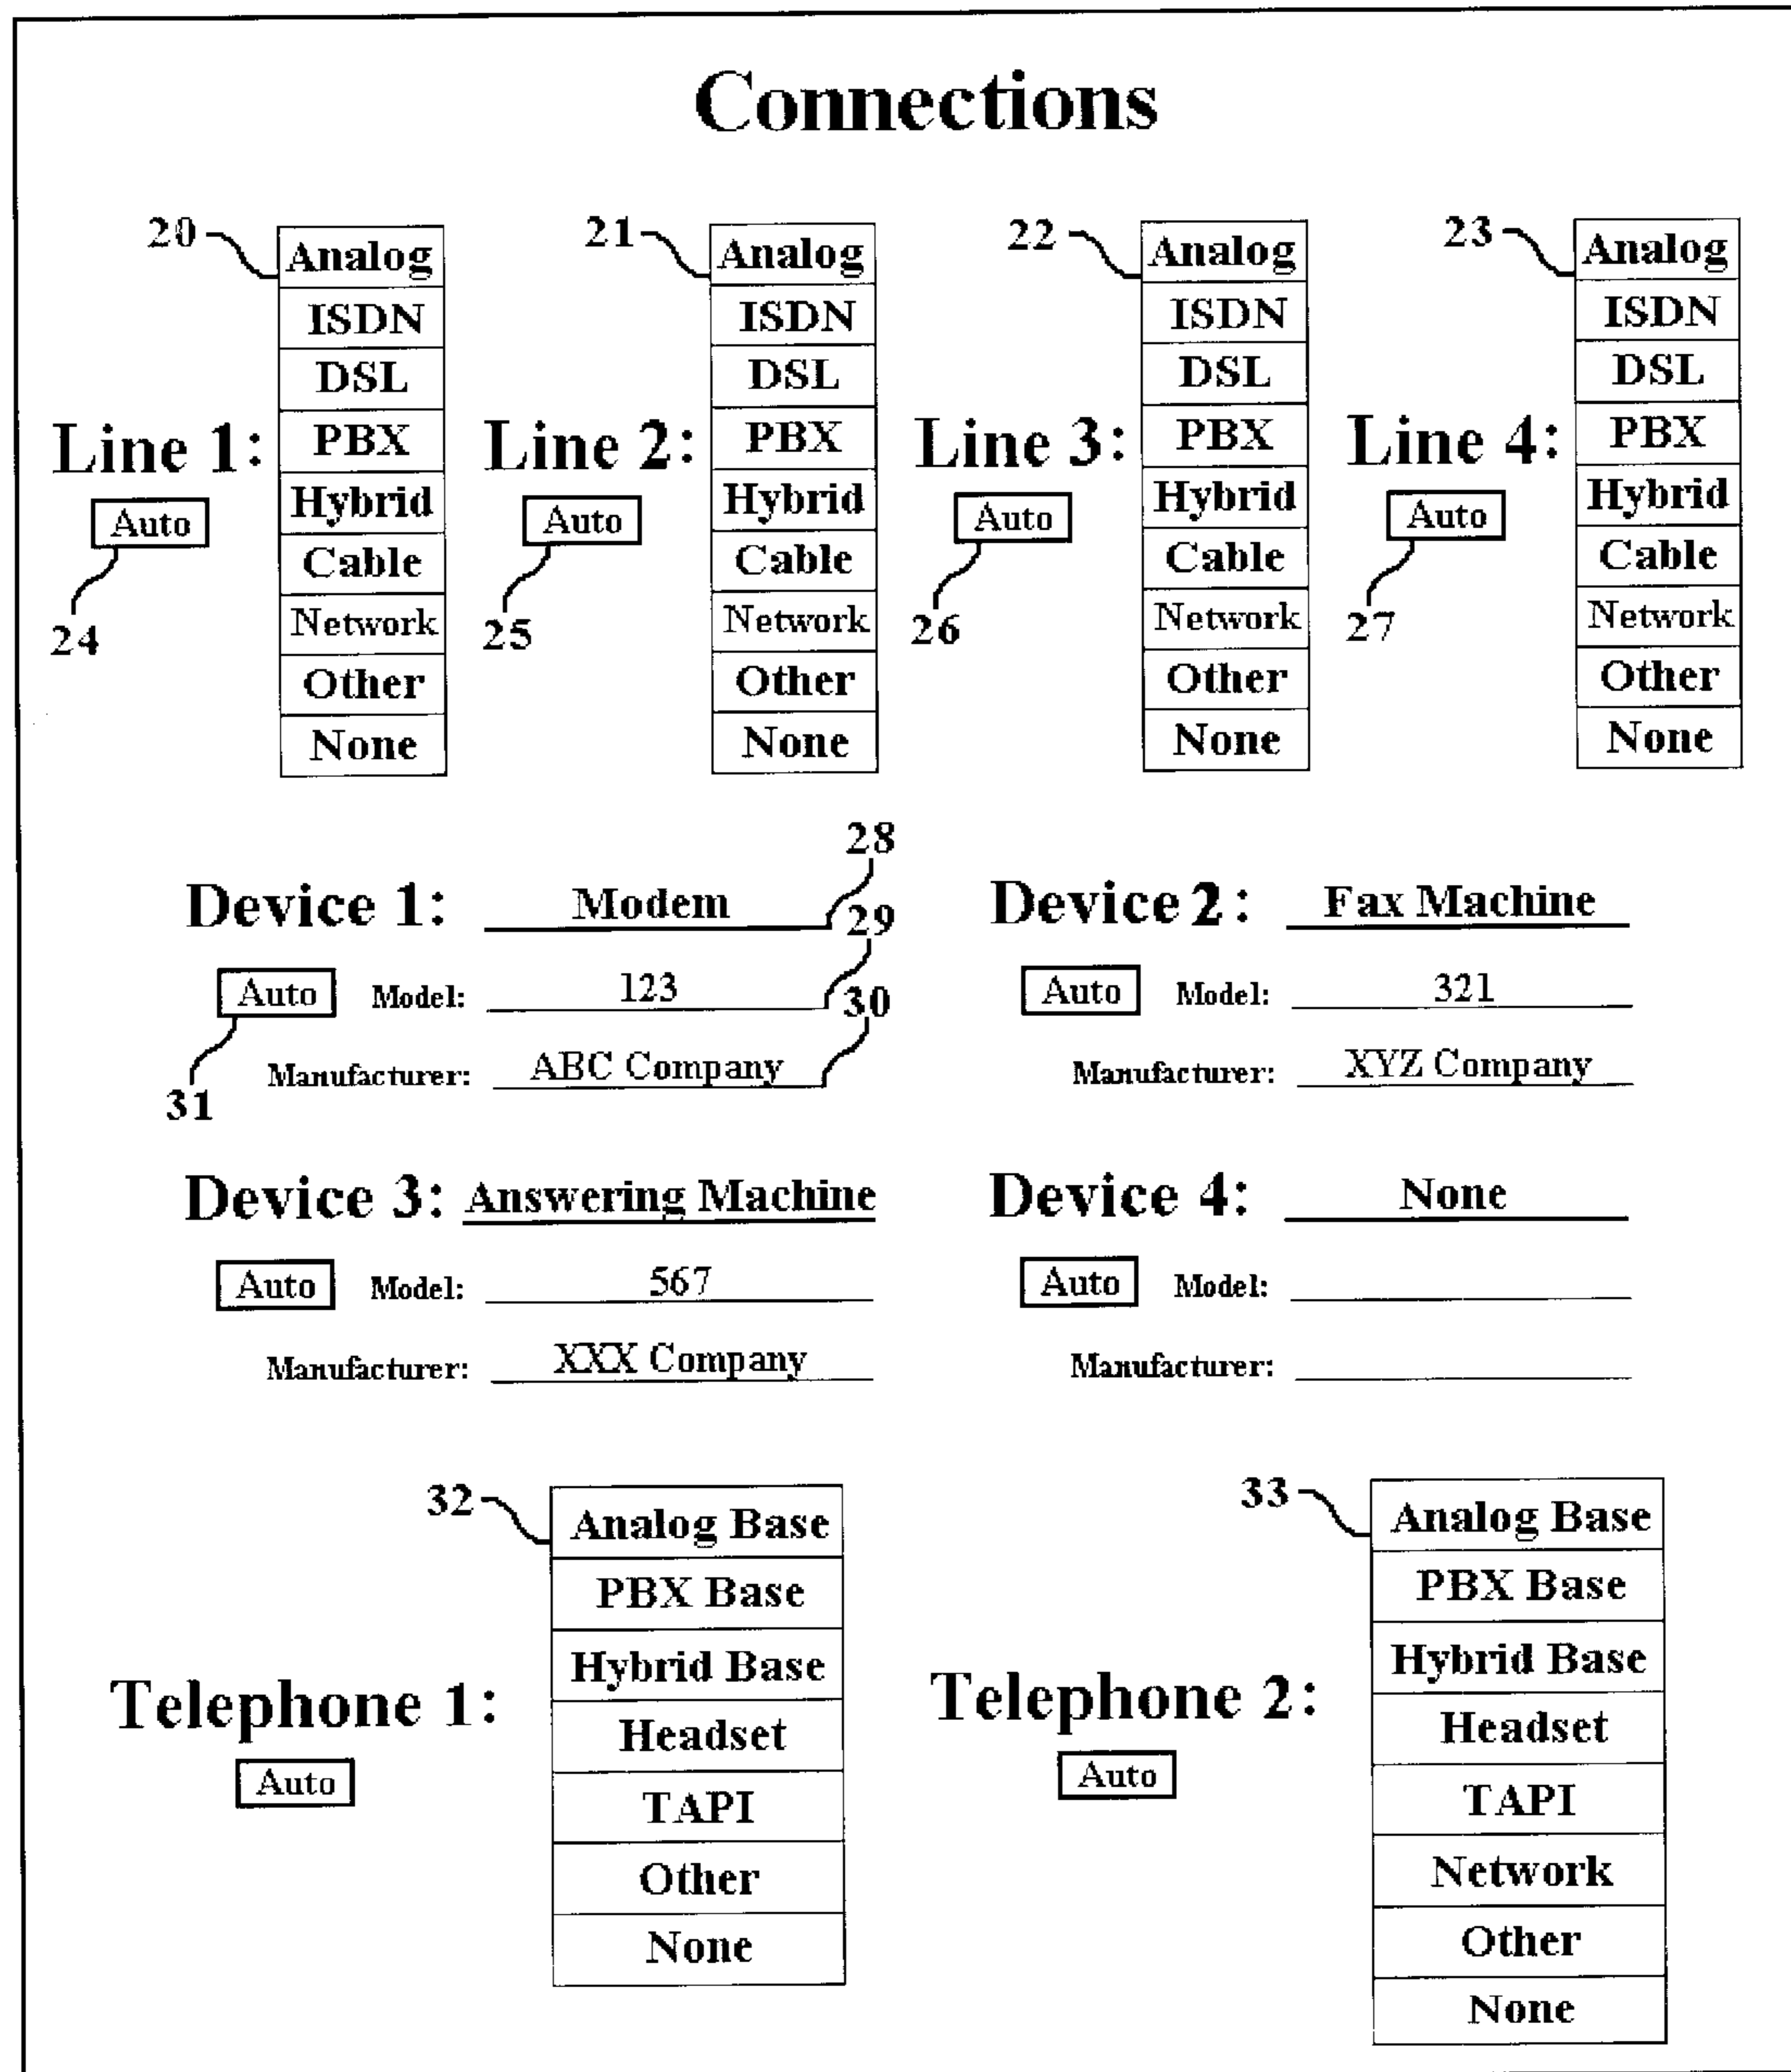 Connections
20 21 22 23
Analog Analog Analog Analog
ISDN ISDN ISDN ISDN
DSL DSL DSL DSL
Line 1: PBX Line 2: PBX Line 3: PBX Line 4: PBX
Auto Hybrid Auto Hybrid Auto Hybrid Auto Hybrid
Cable Cable Cable Cable
24 Network 25 Network 26 Network 27 Network
Other Other Other Other
None None None None
28
Device 1: Modem Device 2: Fax Machine
29
Auto Model: 123 Auto Model: 321
30
Manufacturer: ABC Company Manufacturer: XYZ Company
31
Device 3: Answering Machine Device 4: None
Auto Model: 567 Auto Model:
Manufacturer: XXX Company Manufacturer:
32 33
Analog Base Analog Base
PBX Base PBX Base
Hybrid Base Hybrid Base
Telephone 1: Headset Telephone 2: Headset
Auto TAPI Auto TAPI
Other Network
None Other
None